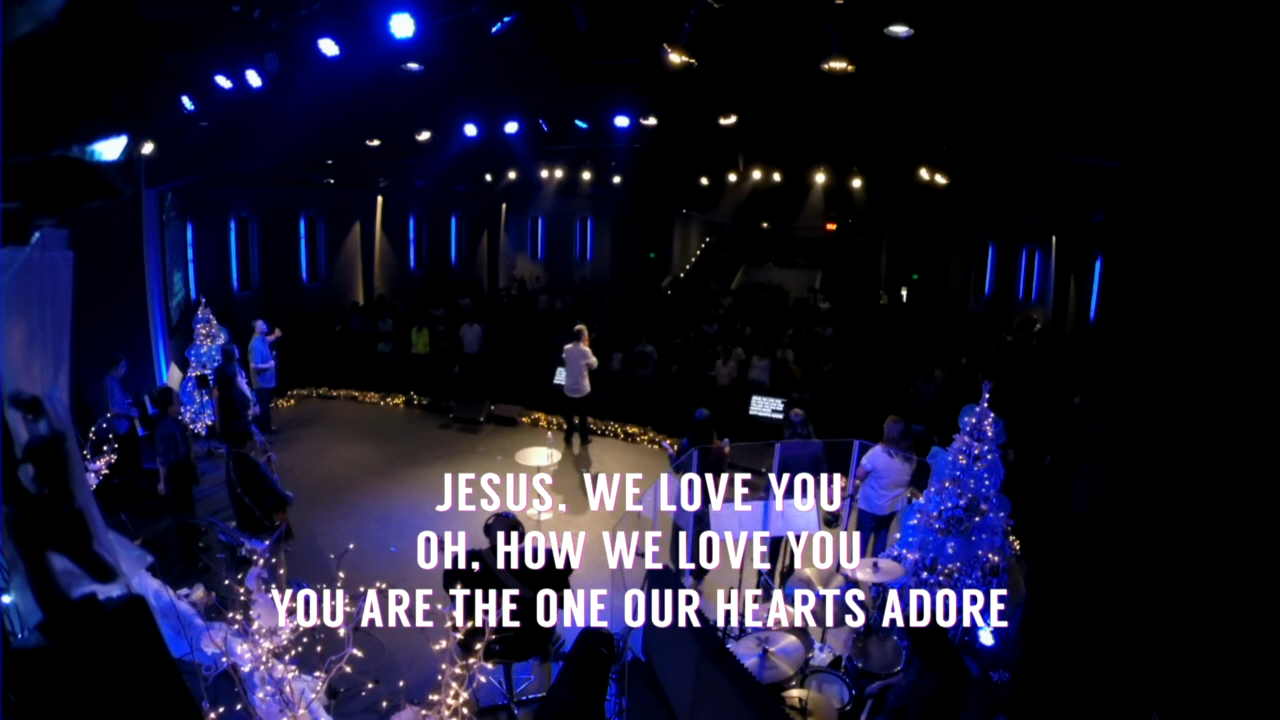 JESUS, WE LOVE YOU
OH, HOW WE LOVE YOU
YOU ARE THE ONE OUR HEARTS ADORE